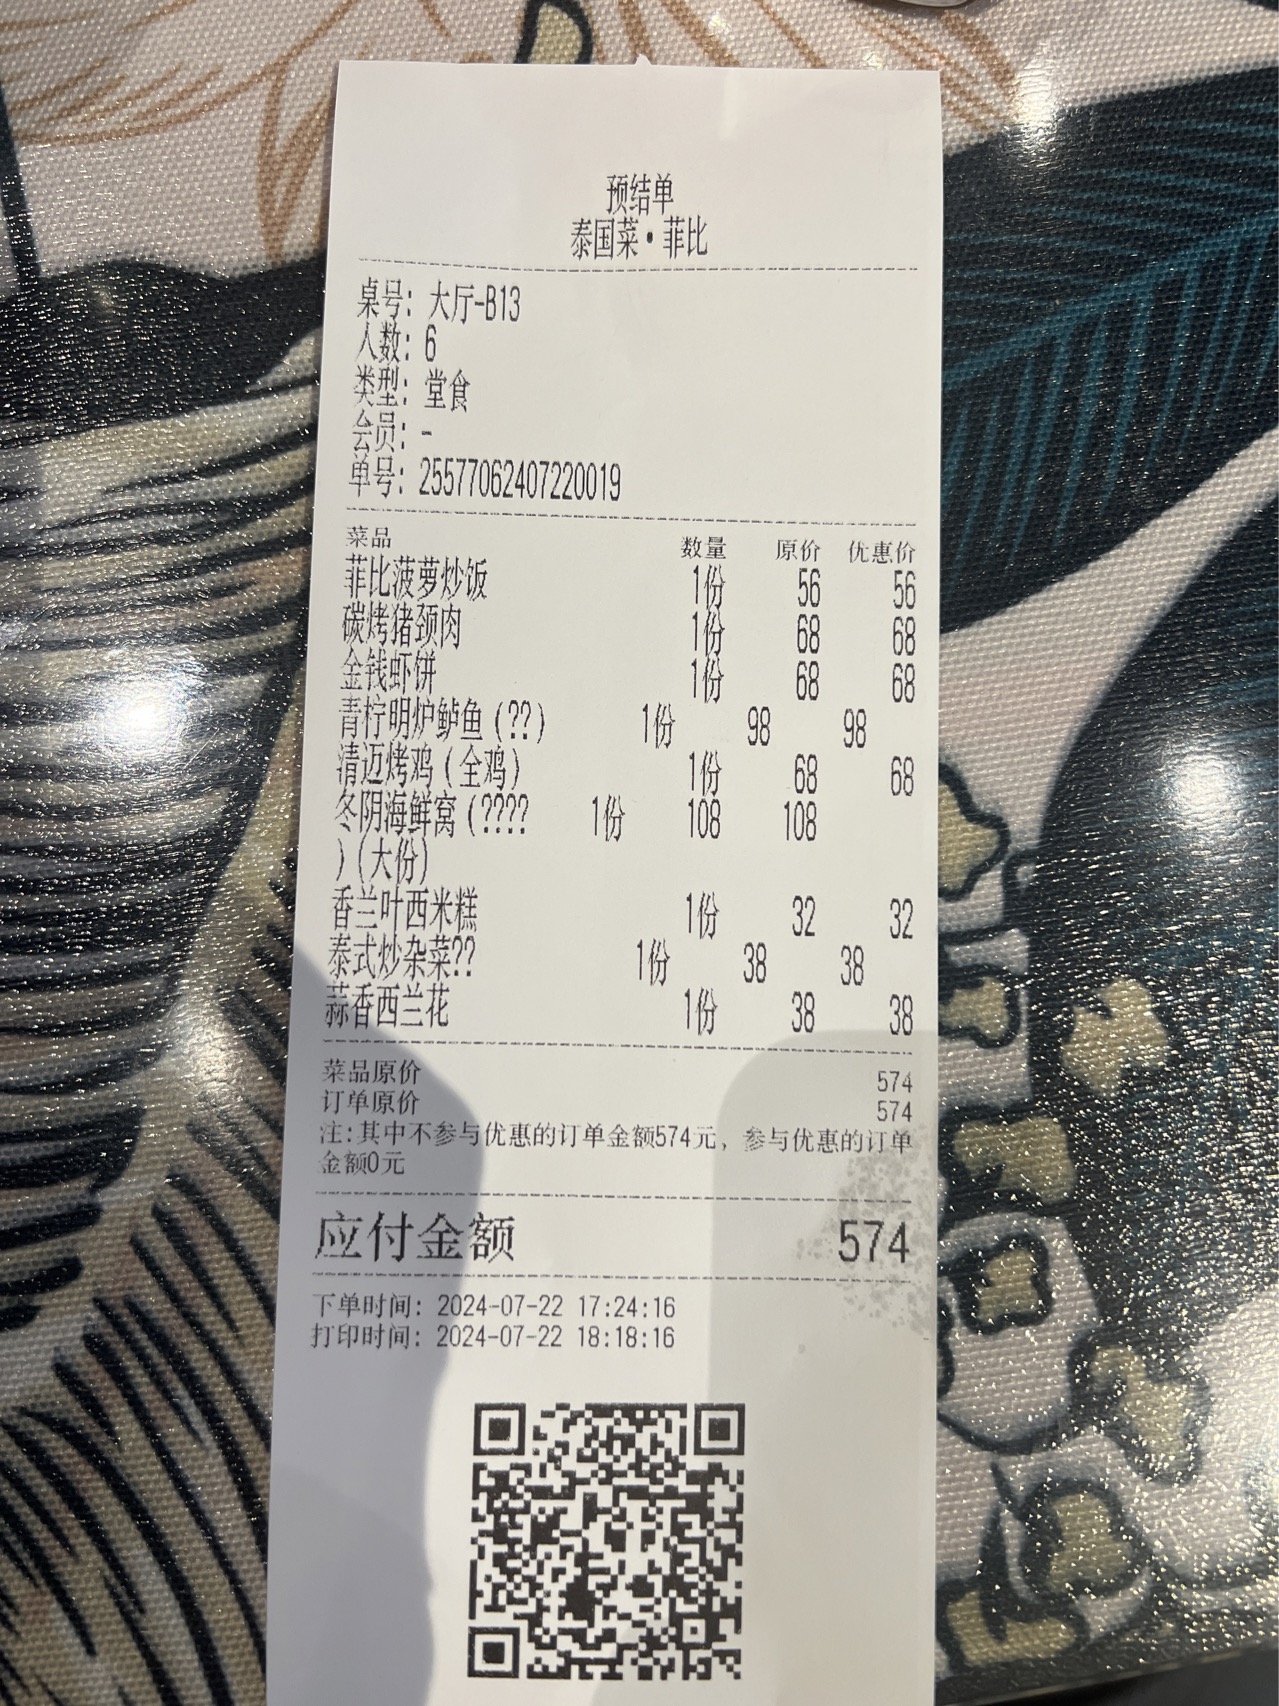 预结单
泰国菜•菲比
桌号: 大厅-B13
人数: 6
类型: 堂食
会员: -
单号: 25577062407220019
菜品 数量 原价 优惠价
菲比菠萝炒饭 1份 56 56
碳烤猪颈肉 1份 68 68
金钱虾饼 1份 68 68
青柠明炉鲈鱼(??) 1份 98 98
清迈烤鸡(全鸡) 1份 68 68
冬阴海鲜窝(???? 1份 108 108
)(大份)
香兰叶西米糕 1份 32 32
泰式炒杂菜?? 1份 38 38
蒜香西兰花 1份 38 38
菜品原价 574
订单原价 574
注:其中不参与优惠的订单金额574元, 参与优惠的订单
金额0元
应付金额 574
下单时间: 2024-07-22 17:24:16
打印时间: 2024-07-22 18:18:16